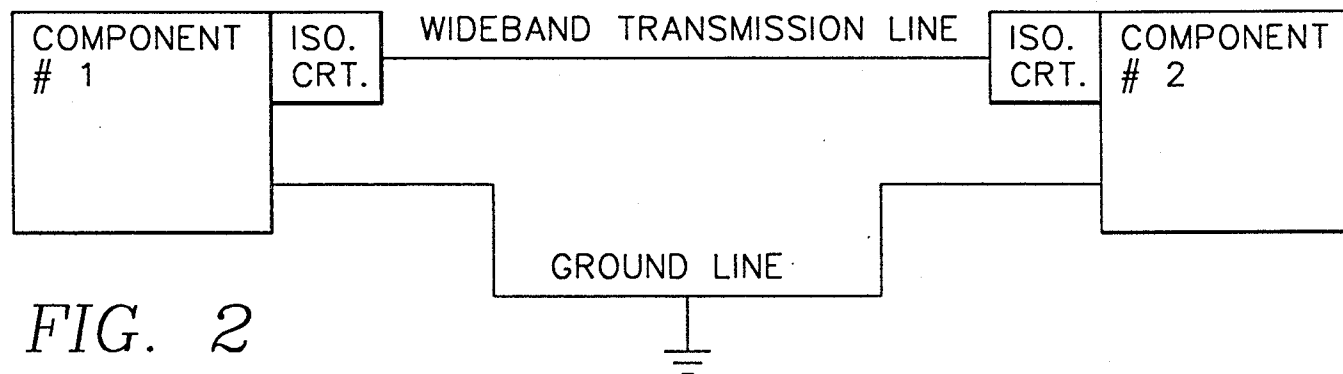 COMPONENT
# 1
ISO.
CRT.
WIDEBAND TRANSMISSION LINE
ISO.
CRT.
COMPONENT
# 2
GROUND LINE
FIG. 2